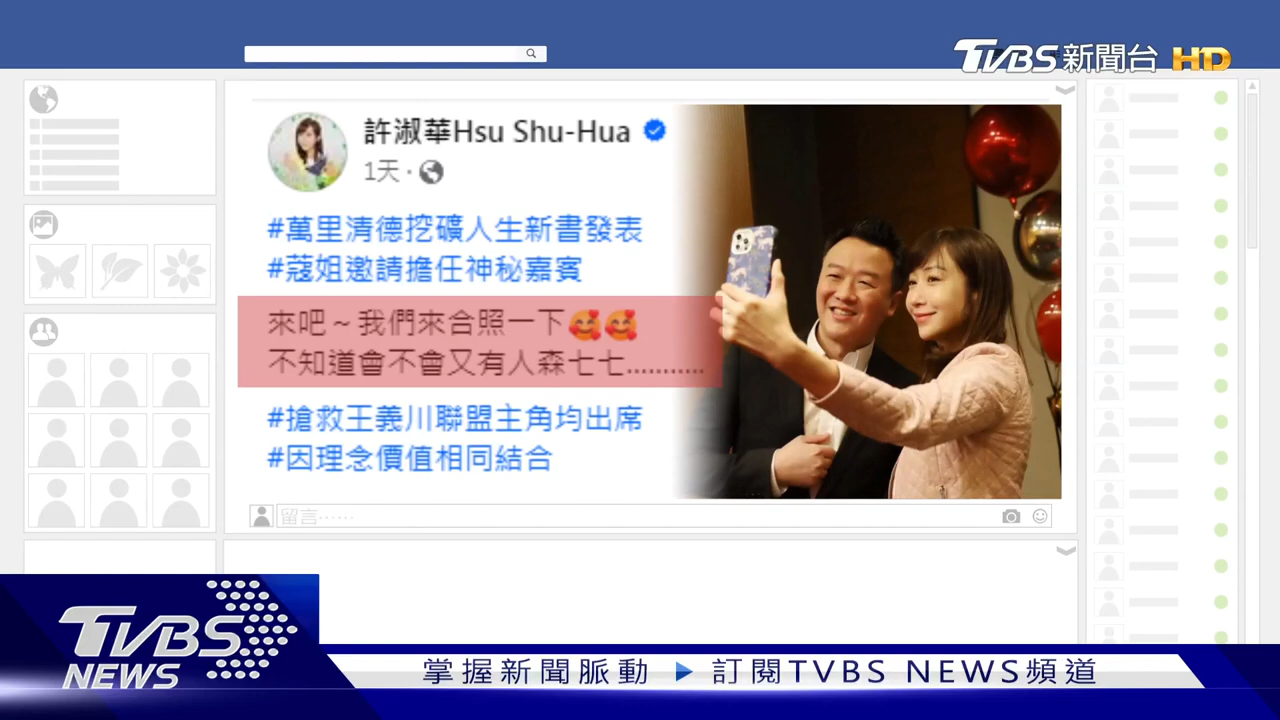 TVBS新聞台 HD
許淑華Hsu Shu-Hua
1天·
#萬里清德挖礦人生新書發表
#蔻姐邀請擔任神秘嘉賓
來吧~我們來合照一下🥰🥰
不知道會不會又有人森七七...........
#搶救王義川聯盟主角均出席
#因理念價值相同結合
留言······
TVBS
NEWS
掌握新聞脈動 ▶ 訂閱TVBS NEWS頻道